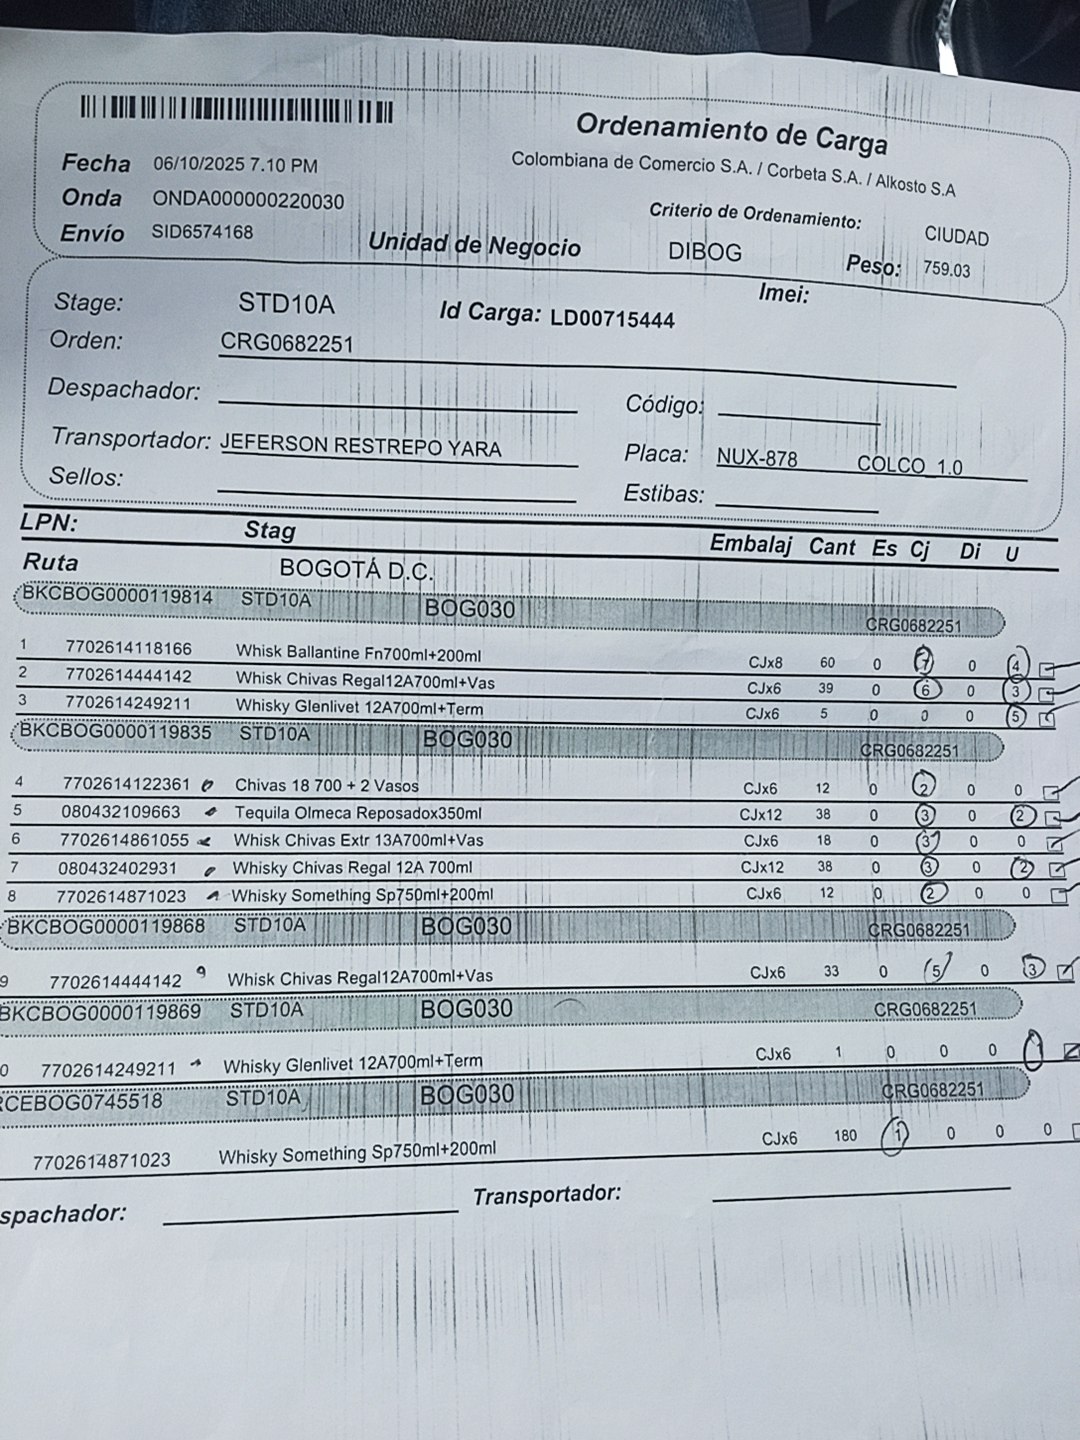 Ordenamiento de Carga
Colombiana de Comercio S.A. / Corbeta S.A. / Alkosto S.A
Fecha 06/10/2025 7.10 PM
Onda ONDA000000220030
Criterio de Ordenamiento: CIUDAD
Envío SID6574168 Unidad de Negocio DIBOG Peso: 759.03
Imei:
Stage: STD10A Id Carga: LD00715444
Orden: CRG0682251
Despachador: Código:
Transportador: JEFERSON RESTREPO YARA Placa: NUX-878 COLCO 1.0
Sellos: Estibas:
LPN: Stag Embalaj Cant Es Cj Di U
Ruta BOGOTÁ D.C.
BKCBOG0000119814 STD10A BOG030 CRG0682251
1 7702614118166 Whisk Ballantine Fn700ml+200ml CJx8 60 0 7 0 4
2 7702614444142 Whisk Chivas Regal12A700ml+Vas CJx6 39 0 6 0 3
3 7702614249211 Whisky Glenlivet 12A700ml+Term CJx6 5 0 0 0 5
BKCBOG0000119835 STD10A BOG030 CRG0682251
4 7702614122361 Chivas 18 700 + 2 Vasos CJx6 12 0 2 0 0
5 080432109663 Tequila Olmeca Reposadox350ml CJx12 38 0 3 0 2
6 7702614861055 Whisk Chivas Extr 13A700ml+Vas CJx6 18 0 3 0 0
7 080432402931 Whisky Chivas Regal 12A 700ml CJx12 38 0 3 0 2
8 7702614871023 Whisky Something Sp750ml+200ml CJx6 12 0 2 0 0
BKCBOG0000119868 STD10A BOG030 CRG0682251
9 7702614444142 Whisk Chivas Regal12A700ml+Vas CJx6 33 0 5 0 3
BKCBOG0000119869 STD10A BOG030 CRG0682251
0 7702614249211 Whisky Glenlivet 12A700ml+Term CJx6 1 0 0 0 1
RCEBOG0745518 STD10A BOG030 CRG0682251
7702614871023 Whisky Something Sp750ml+200ml CJx6 180 1 0 0 0
spachador: Transportador: